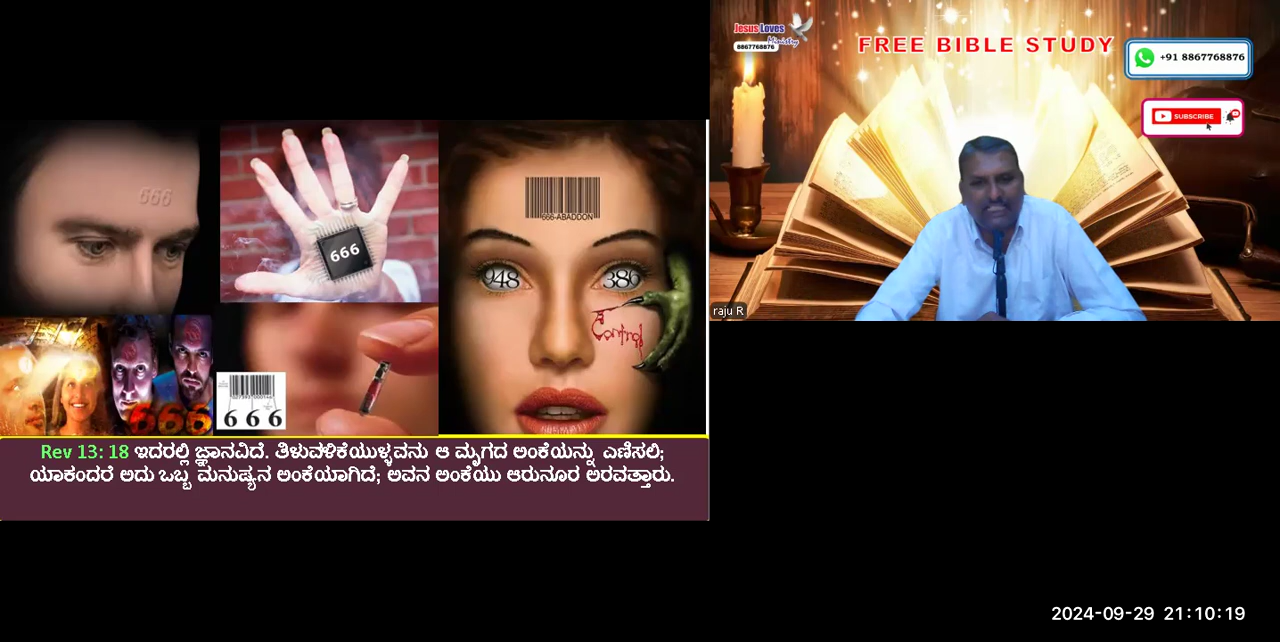 666
666
666-ABADDON
948
386
Control
666
666
Rev 13: 18 ಇದರಲ್ಲಿ ಜ್ಞಾನವಿದೆ. ತಿಳುವಳಿಕೆಯುಳ್ಳವನು ಆ ಮೃಗದ ಅಂಕೆಯನ್ನು ಎಣಿಸಲಿ;
ಯಾಕಂದರೆ ಅದು ಒಬ್ಬ ಮನುಷ್ಯನ ಅಂಕೆಯಾಗಿದೆ; ಅವನ ಅಂಕೆಯು ಆರುನೂರ ಅರವತ್ತಾರು.
Jesus Loves
Ministry
8867768876
FREE BIBLE STUDY
+91 8867768876
SUBSCRIBE
raju R
2024-09-29 21:10:19